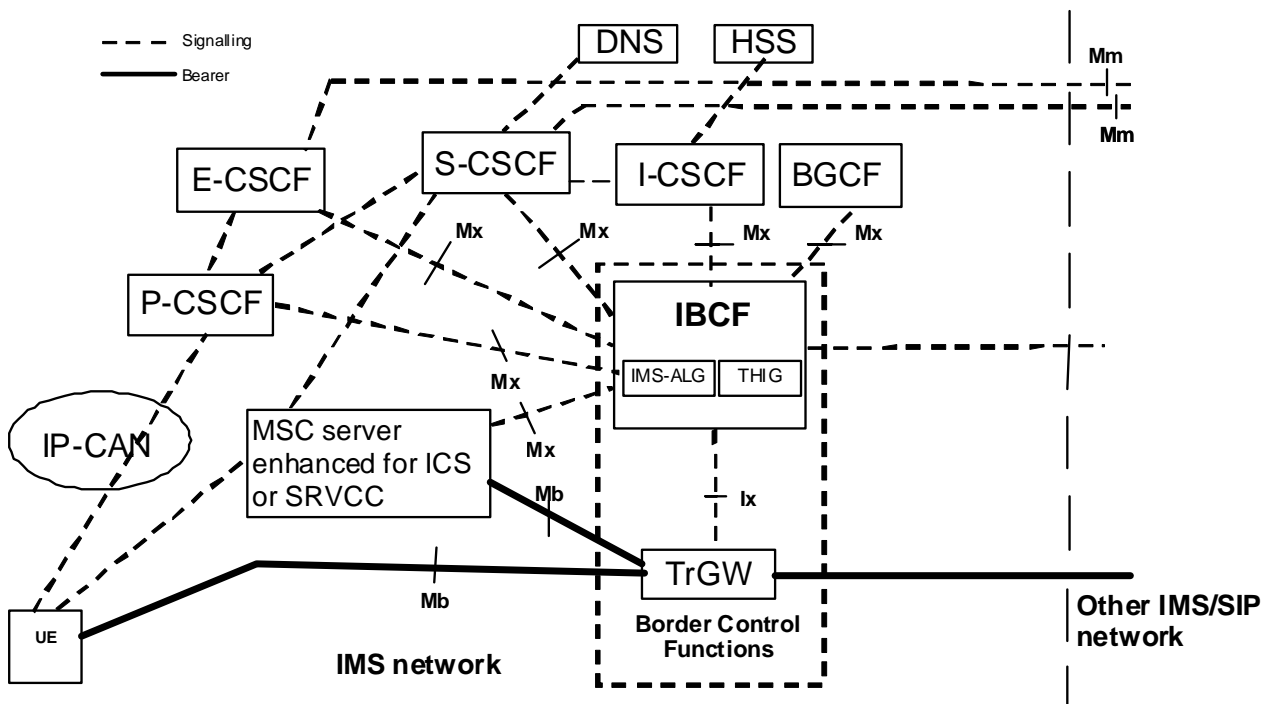 Signalling
Bearer
DNS
HSS
Mm
Mm
E-CSCF
S-CSCF
I-CSCF
BGCF
Mx
Mx
Mx
Mx
P-CSCF
IBCF
IMS-ALG
THIG
Mx
IP-CAN
MSC server
enhanced for ICS
or SRVCC
Mx
Mb
Ix
TrGW
Mb
UE
Border Control
Functions
IMS network
Other IMS/SIP
network